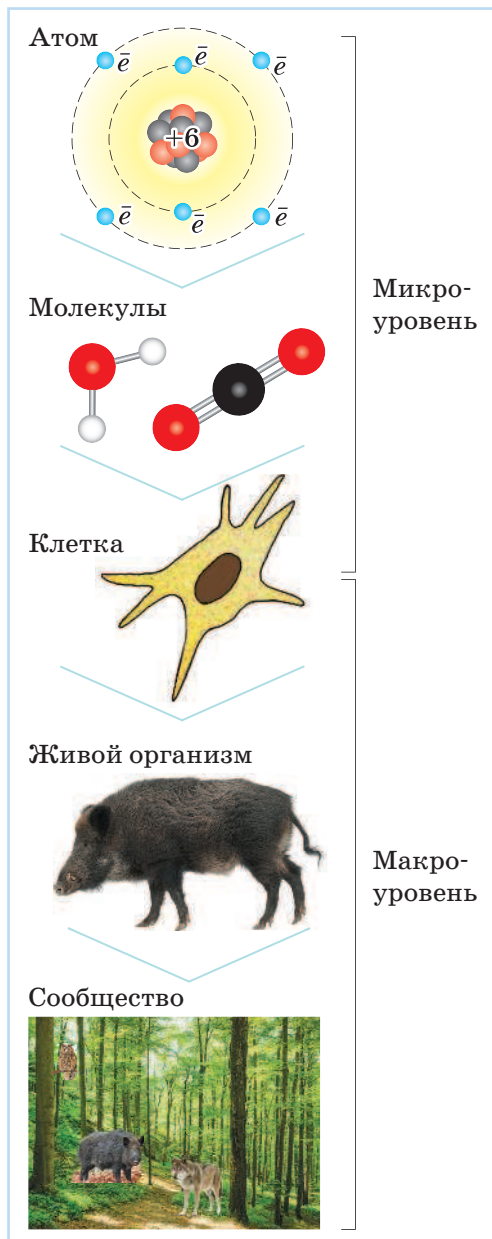 Атом
ē
ē
ē
+6
ē
ē
ē
Молекулы
Микро-
уровень
Клетка
Живой организм
Макро-
уровень
Сообщество